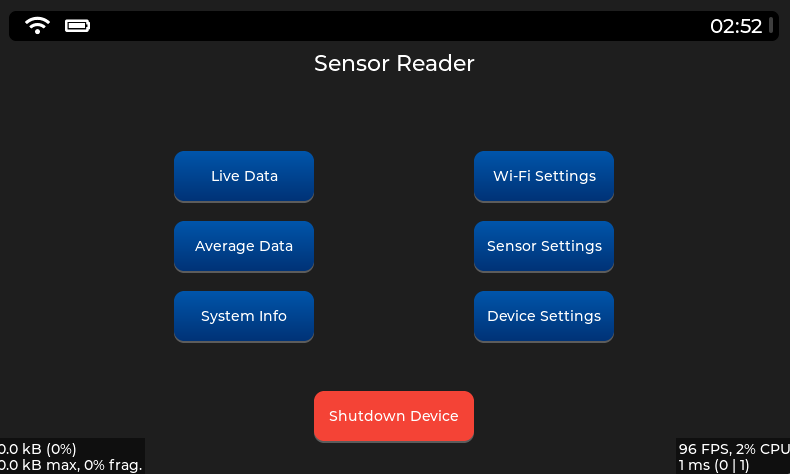 02:52
Sensor Reader
Live Data
Wi-Fi Settings
Average Data
Sensor Settings
System Info
Device Settings
Shutdown Device
0.0 kB (0%)
0.0 kB max, 0% frag.
96 FPS, 2% CPU
1 ms (0 | 1)